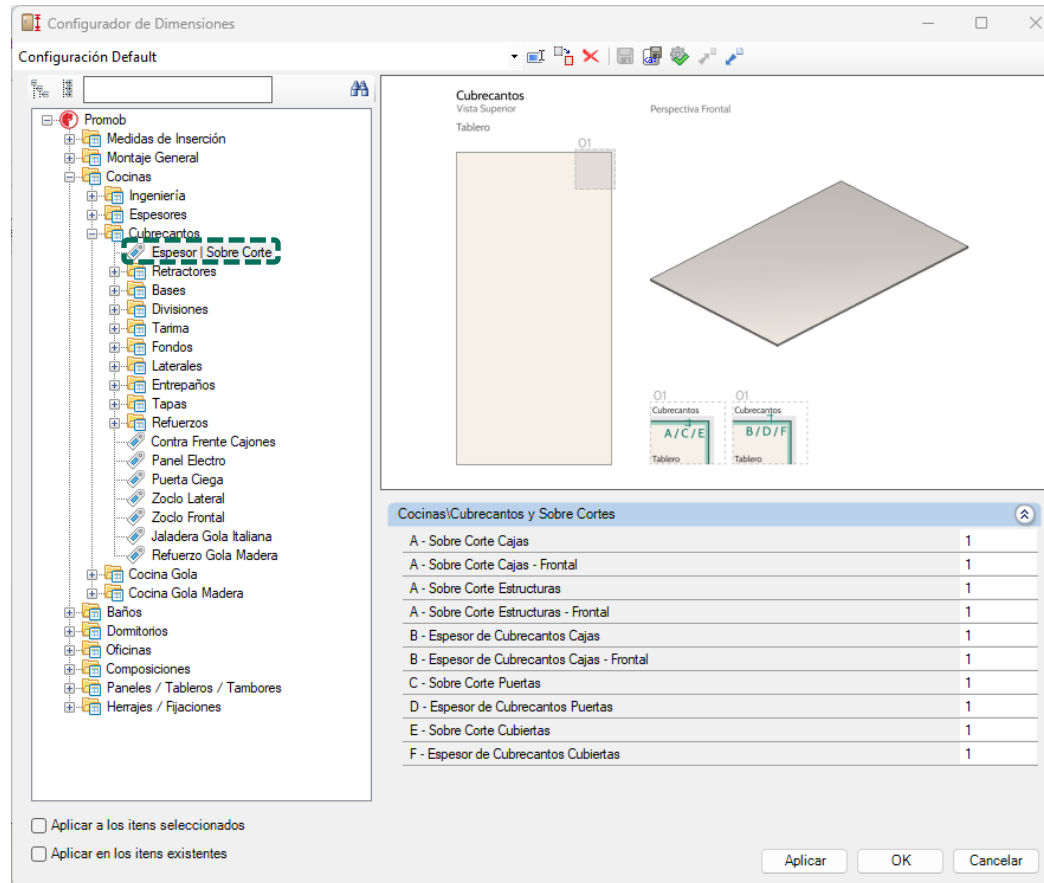 Configurador de Dimensiones
Configuración Default
Promob
Medidas de Inserción
Montaje General
Cocinas
Ingeniería
Espesores
Cubrecantos
Espesor | Sobre Corte
Retractores
Bases
Divisiones
Tarima
Fondos
Laterales
Entrepaños
Tapas
Refuerzos
Contra Frente Cajones
Panel Electro
Puerta Ciega
Zoclo Lateral
Zoclo Frontal
Jaladera Gola Italiana
Refuerzo Gola Madera
Cocina Gola
Cocina Gola Madera
Baños
Dormitorios
Oficinas
Composiciones
Paneles / Tableros / Tambores
Herrajes / Fijaciones
Cubrecantos
Vista Superior
Perspectiva Frontal
Tablero
O1
O1 O1
Cubrecantos Cubrecantos
A/C/E B/D/F
Tablero Tablero
Cocinas\Cubrecantos y Sobre Cortes
A - Sobre Corte Cajas 1
A - Sobre Corte Cajas - Frontal 1
A - Sobre Corte Estructuras 1
A - Sobre Corte Estructuras - Frontal 1
B - Espesor de Cubrecantos Cajas 1
B - Espesor de Cubrecantos Cajas - Frontal 1
C - Sobre Corte Puertas 1
D - Espesor de Cubrecantos Puertas 1
E - Sobre Corte Cubiertas 1
F - Espesor de Cubrecantos Cubiertas 1
Aplicar a los itens seleccionados
Aplicar en los itens existentes
Aplicar OK Cancelar